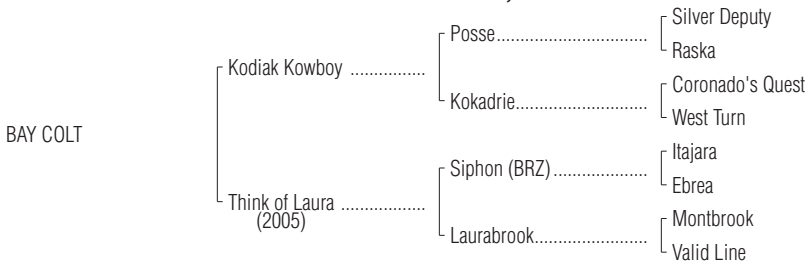 Silver Deputy
Posse
Raska
Kodiak Kowboy
Coronado's Quest
Kokadrie
West Turn
BAY COLT
Itajara
Siphon (BRZ)
Ebrea
Think of Laura
(2005)
Montbrook
Laurabrook
Valid Line